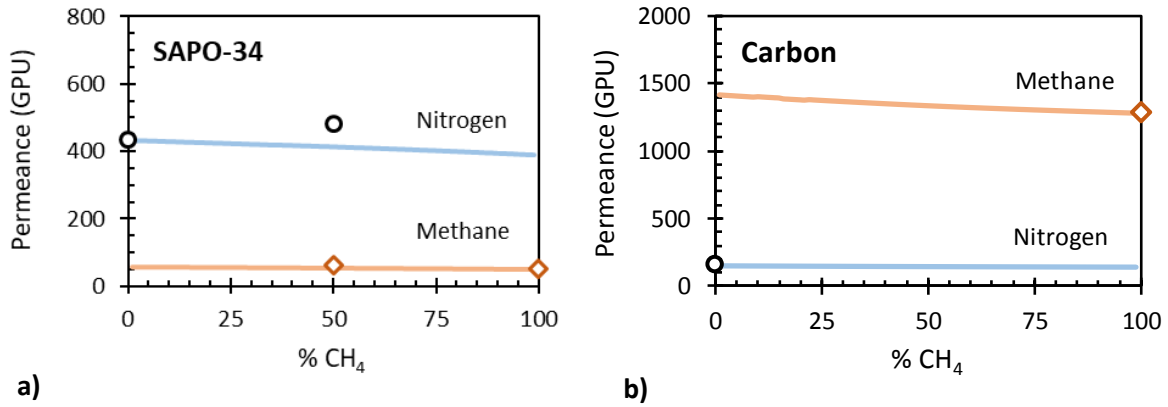 SAPO-34
Permeance (GPU)
800
600
400
200
0
Nitrogen
Methane
0 25 50 75 100
% CH₄
a)
Carbon
Permeance (GPU)
2000
1500
1000
500
0
Methane
Nitrogen
0 25 50 75 100
% CH₄
b)